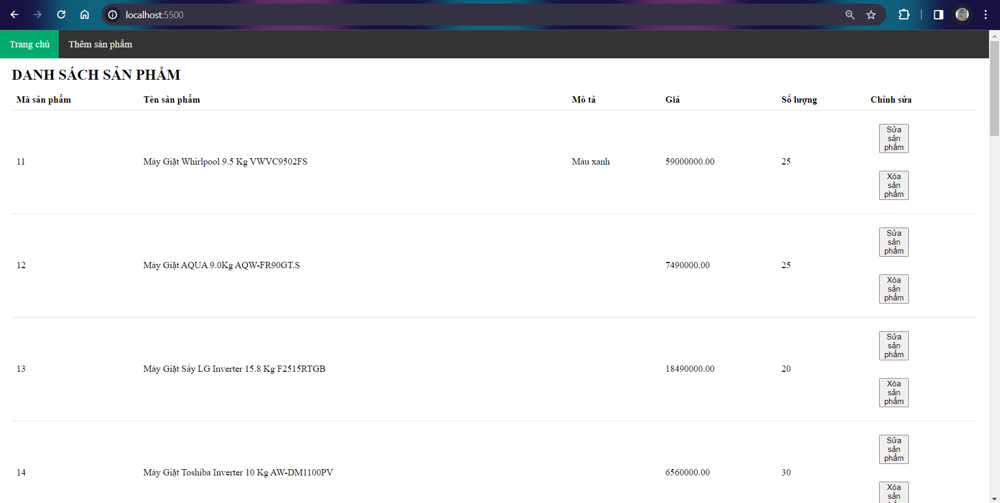 localhost:5500
Trang chủ Thêm sản phẩm
DANH SÁCH SẢN PHẨM
Mã sản phẩm Tên sản phẩm Mô tả Giá Số lượng Chỉnh sửa
Sửa
sản
phẩm
11 Máy Giặt Whirlpool 9.5 Kg VWVC9502FS Màu xanh 59000000.00 25
Xóa
sản
phẩm
Sửa
sản
phẩm
12 Máy Giặt AQUA 9.0Kg AQW-FR90GT.S 7490000.00 25
Xóa
sản
phẩm
Sửa
sản
phẩm
13 Máy Giặt Sấy LG Inverter 15.8 Kg F2515RTGB 18490000.00 20
Xóa
sản
phẩm
Sửa
sản
phẩm
14 Máy Giặt Toshiba Inverter 10 Kg AW-DM1100PV 6560000.00 30
Xóa
sản